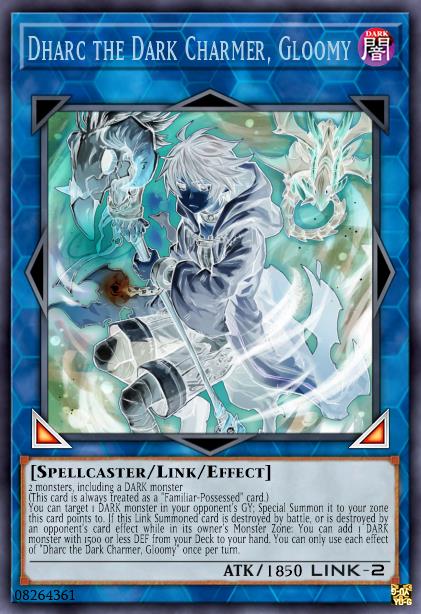 Dharc the Dark Charmer, Gloomy
DARK
闇
[Spellcaster/Link/Effect]
2 monsters, including a DARK monster
(This card is always treated as a "Familiar-Possessed" card.)
You can target 1 DARK monster in your opponent's GY; Special Summon it to your zone
this card points to. If this Link Summoned card is destroyed by battle, or is destroyed by
an opponent's card effect while in its owner's Monster Zone: You can add 1 DARK
monster with 1500 or less DEF from your Deck to your hand. You can only use each effect
of "Dharc the Dark Charmer, Gloomy" once per turn.
ATK/1850 LINK-2
08264361